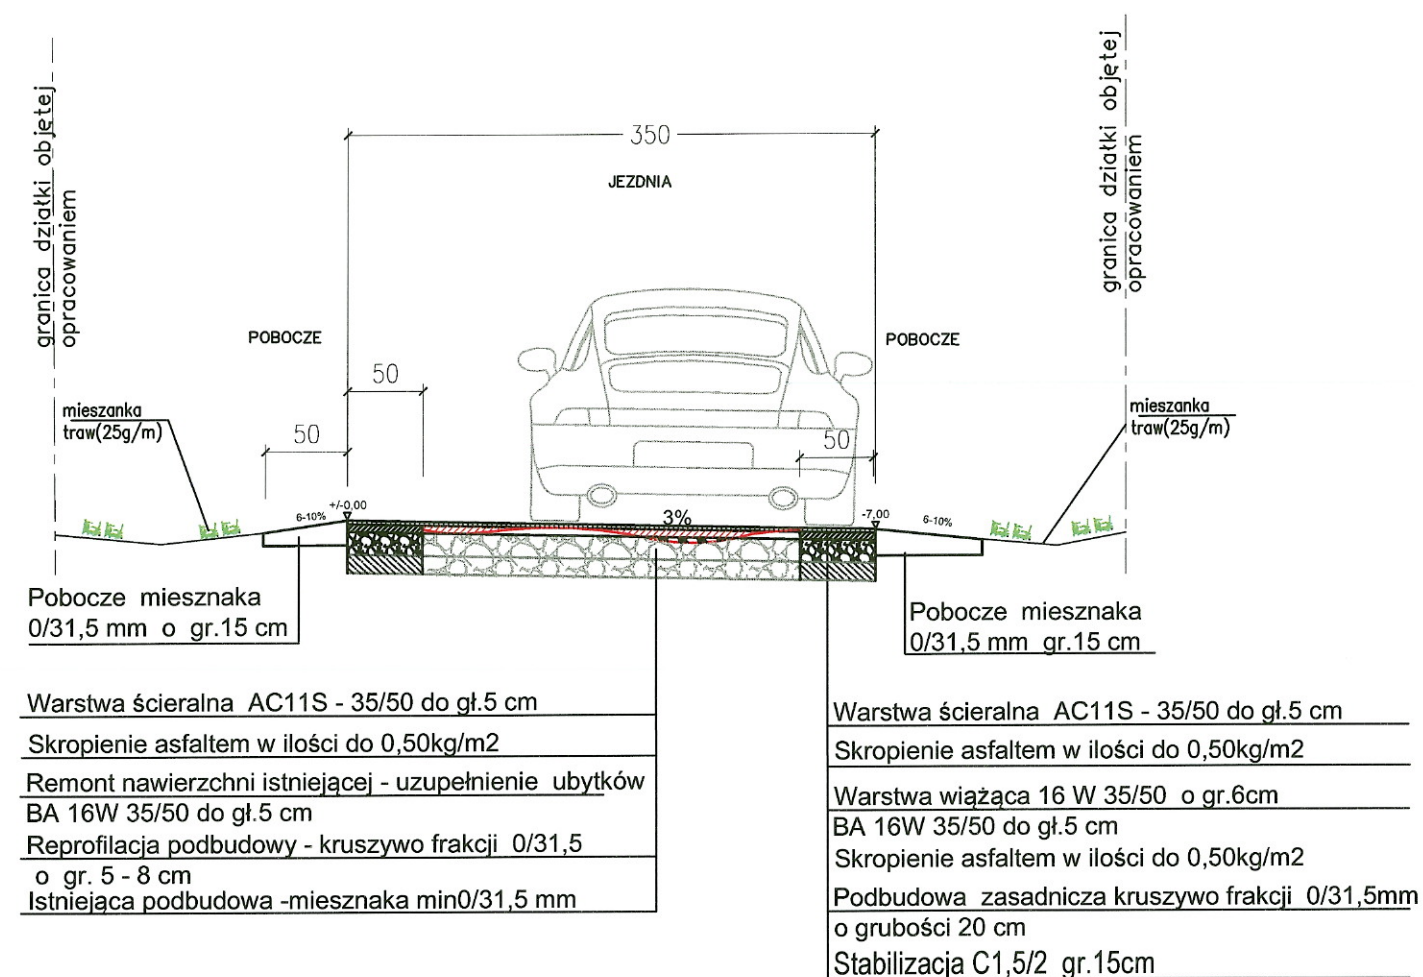 granica działki objętej
opracowaniem
granica działki objętej
opracowaniem
350
JEZDNIA
POBOCZE
POBOCZE
50
50
50
mieszanka
traw(25g/m)
mieszanka
traw(25g/m)
6-10%
+/-0,00
3%
-7,00
6-10%
Pobocze miesznaka
0/31,5 mm o gr.15 cm
Pobocze miesznaka
0/31,5 mm gr.15 cm
Warstwa ścieralna AC11S - 35/50 do gł.5 cm
Skropienie asfaltem w ilości do 0,50kg/m2
Remont nawierzchni istniejącej - uzupełnienie ubytków
BA 16W 35/50 do gł.5 cm
Reprofilacja podbudowy - kruszywo frakcji 0/31,5
o gr. 5 - 8 cm
Istniejąca podbudowa -miesznaka min0/31,5 mm
Warstwa ścieralna AC11S - 35/50 do gł.5 cm
Skropienie asfaltem w ilości do 0,50kg/m2
Warstwa wiążąca 16 W 35/50 o gr.6cm
BA 16W 35/50 do gł.5 cm
Skropienie asfaltem w ilości do 0,50kg/m2
Podbudowa zasadnicza kruszywo frakcji 0/31,5mm
o grubości 20 cm
Stabilizacja C1,5/2 gr.15cm